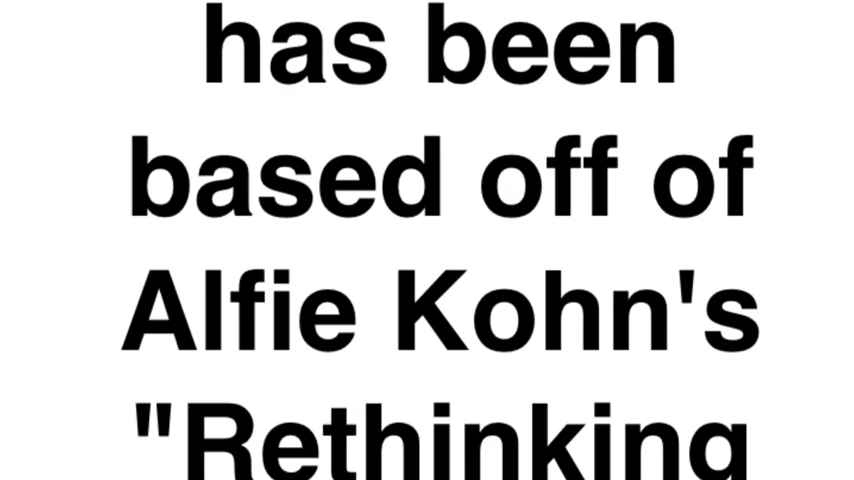 has been
based off of
Alfie Kohn's
"Rethinking